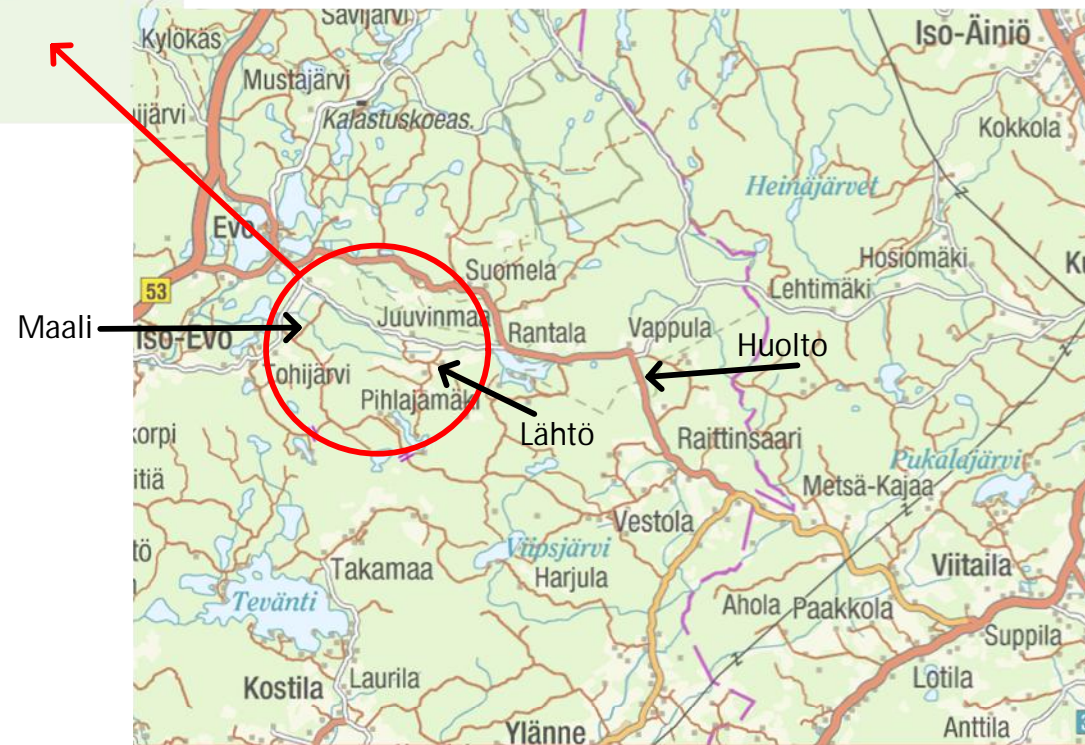 Savijärvi
Iso-Äiniö
Kylökäs
Mustajärvi
ijärvi
Kalastuskoeas.
Kokkola
Heinäjärvet
Evo
Hosiomäki
Suomela
53
Lehtimäki
Juuvinmaa
Rantala
Vappula
Maali
Iso-Evo
Huolto
Pihlajamäki
Lähtö
korpi
Raittinsaari
Pukalajärvi
itiä
Metsä-Kajaa
Vestola
tö
Viipsjärvi
Takamaa
Harjula
Viitaila
Tevänti
Ahola
Paakkola
Suppila
Kostila
Laurila
Lotila
Ylänne
Anttila